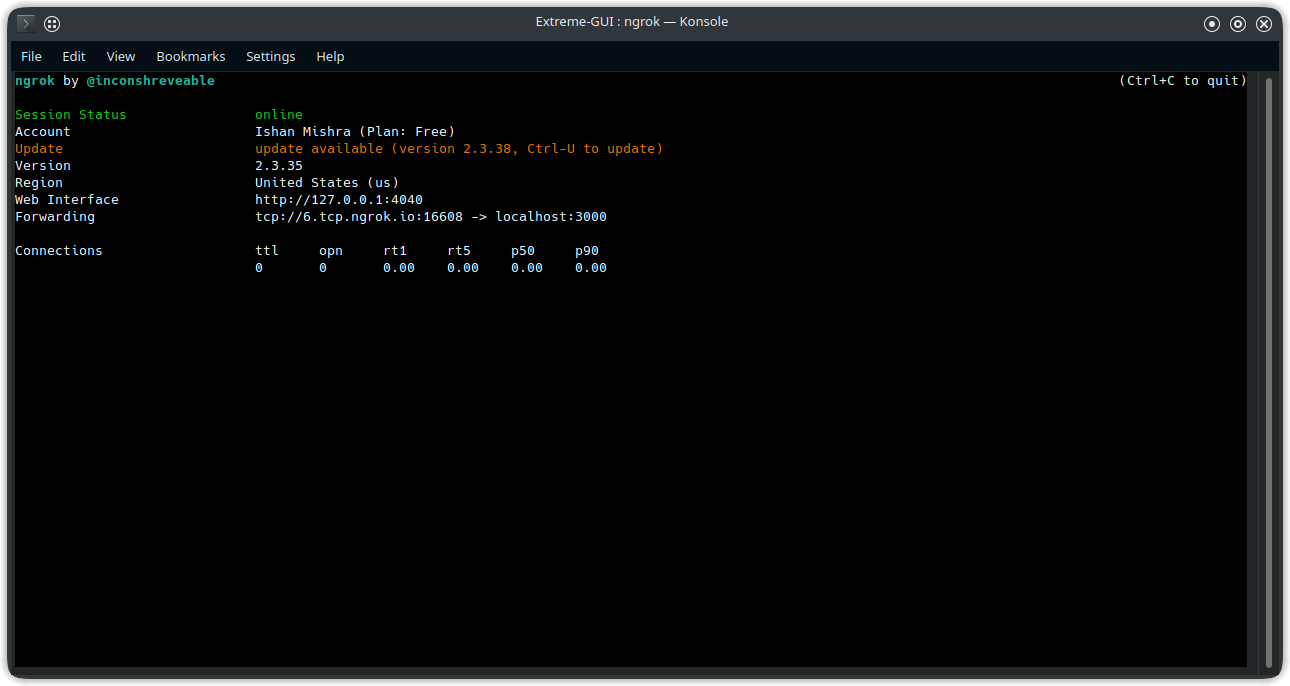 Extreme-GUI : ngrok — Konsole
File Edit View Bookmarks Settings Help
ngrok by @inconshreveable (Ctrl+C to quit)
Session Status online
Account Ishan Mishra (Plan: Free)
Update update available (version 2.3.38, Ctrl-U to update)
Version 2.3.35
Region United States (us)
Web Interface http://127.0.0.1:4040
Forwarding tcp://6.tcp.ngrok.io:16608 -> localhost:3000
Connections ttl opn rt1 rt5 p50 p90
0 0 0.00 0.00 0.00 0.00